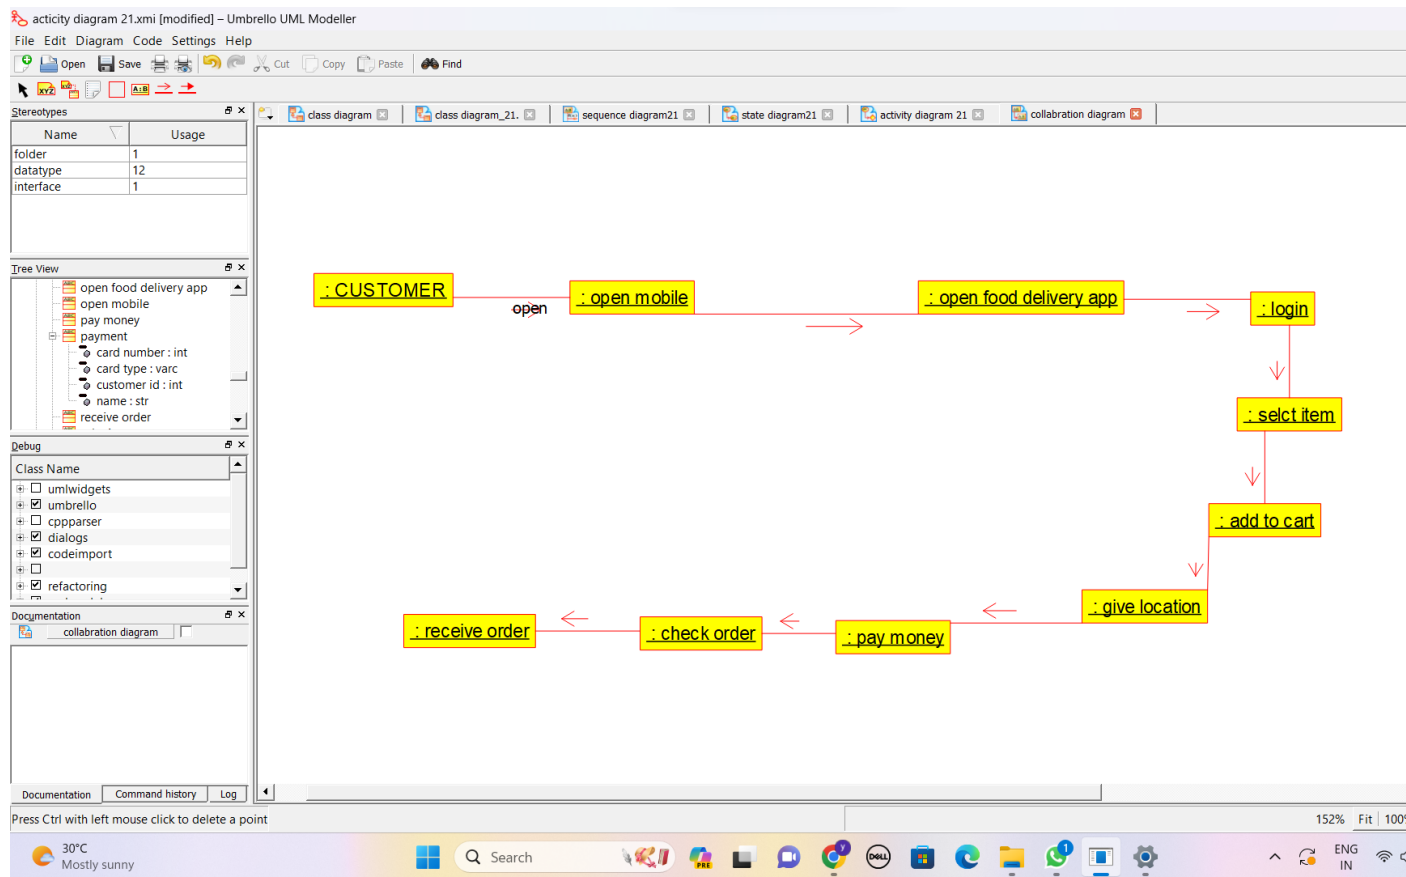 acticity diagram 21.xmi [modified] – Umbrello UML Modeller
File Edit Diagram Code Settings Help
Open Save Cut Copy Paste Find
XYZ A:B
Stereotypes
class diagram class diagram_21. sequence diagram21 state diagram21 activity diagram 21 collabration diagram
Name Usage
folder 1
datatype 12
interface 1
Tree View
open food delivery app
open mobile
pay money
payment
card number : int
card type : varc
customer id : int
name : str
receive order
Debug
Class Name
umlwidgets
umbrello
cppparser
dialogs
codeimport
refactoring
Documentation
collabration diagram
Documentation Command history Log
: CUSTOMER
open
: open mobile
: open food delivery app
: login
: selct item
: add to cart
: give location
: pay money
: check order
: receive order
Press Ctrl with left mouse click to delete a point
152% Fit 100%
30°C
Mostly sunny
Search
PRE
DELL
1
ENG
IN